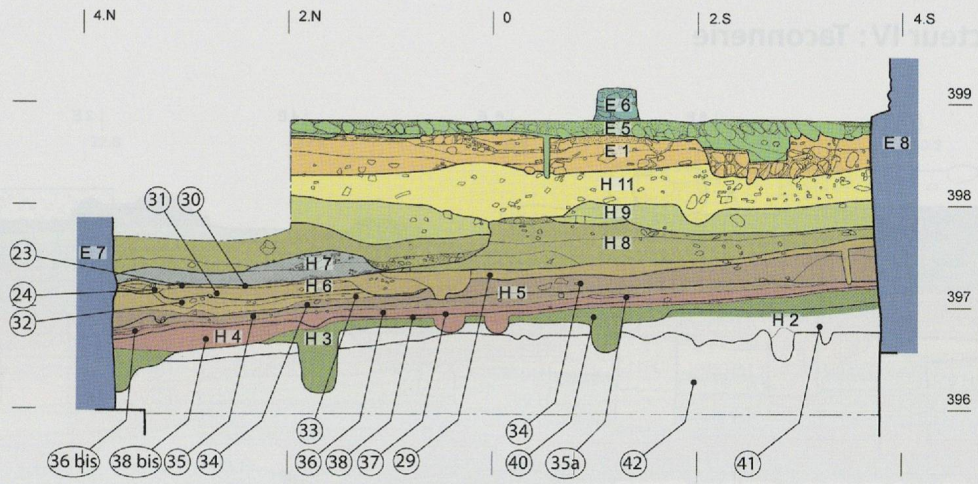 4.N 2.N 0 2.S 4.S
cteur IV : Taconnerie
399
E 6
E 5
E 1
E 8
H 11
398
31 30
H 9
E 7
23
H 8
H 7
24
H 6
397
32
H 5
H 2
H 4 H 3
396
33
34
36 bis 38 bis 35 34 36 38 37 29 40 35a 42 41